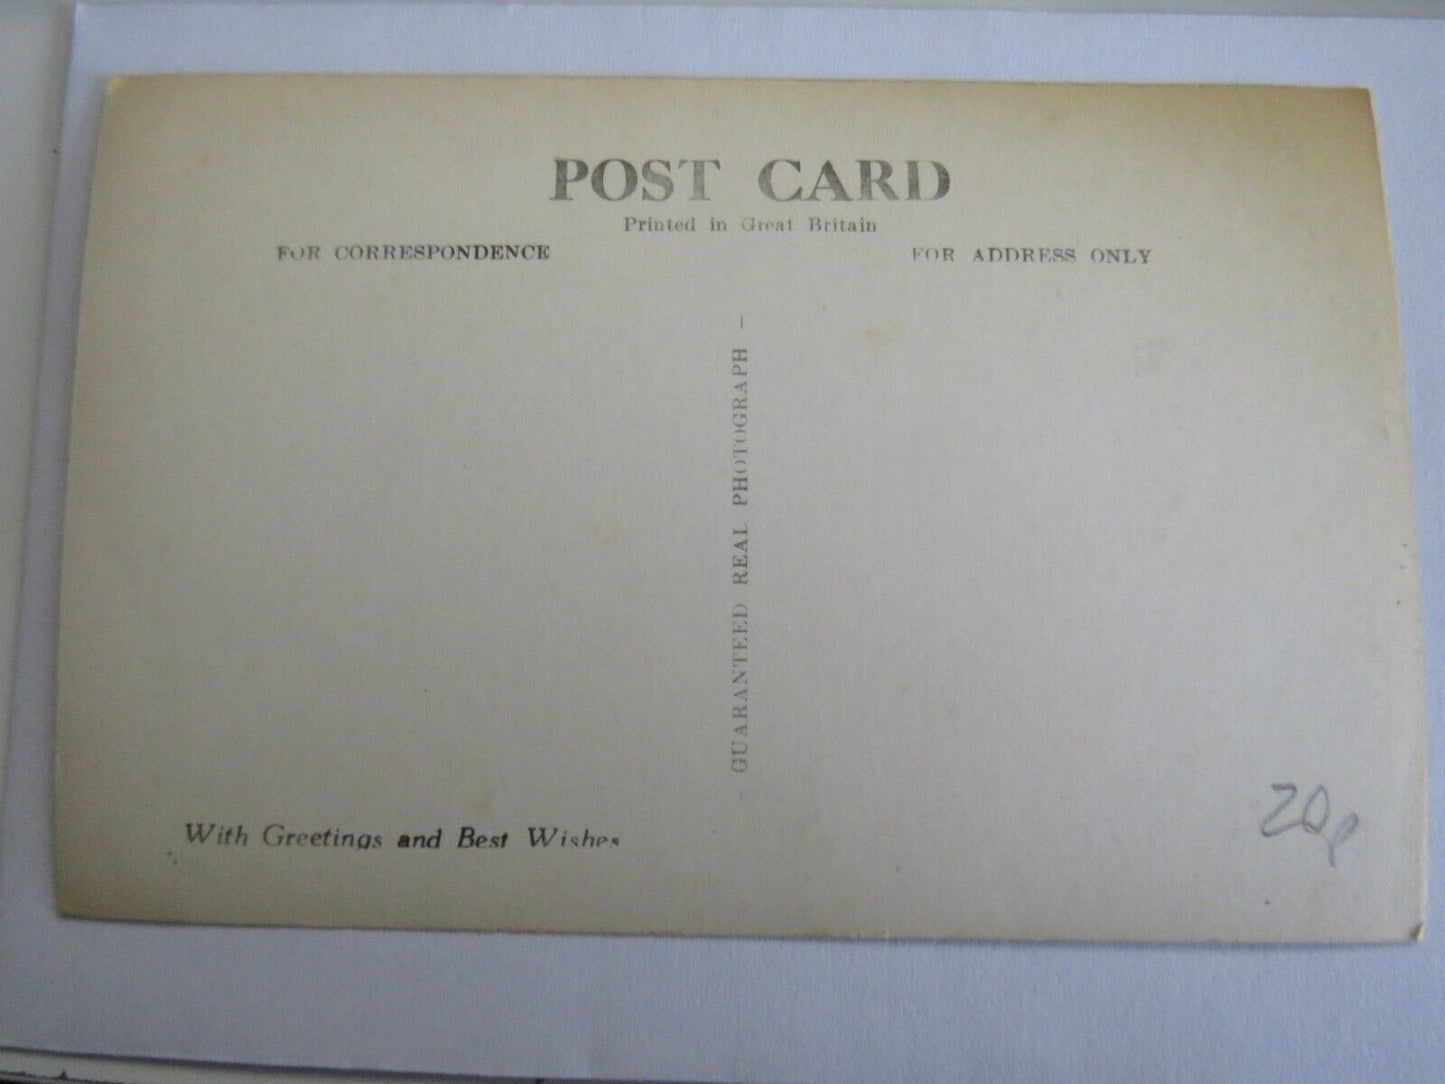 POST CARD
Printed in Great Britain
FOR CORRESPONDENCE
FOR ADDRESS ONLY
- GUARANTEED REAL PHOTOGRAPH -
With Greetings and Best Wishes
20p